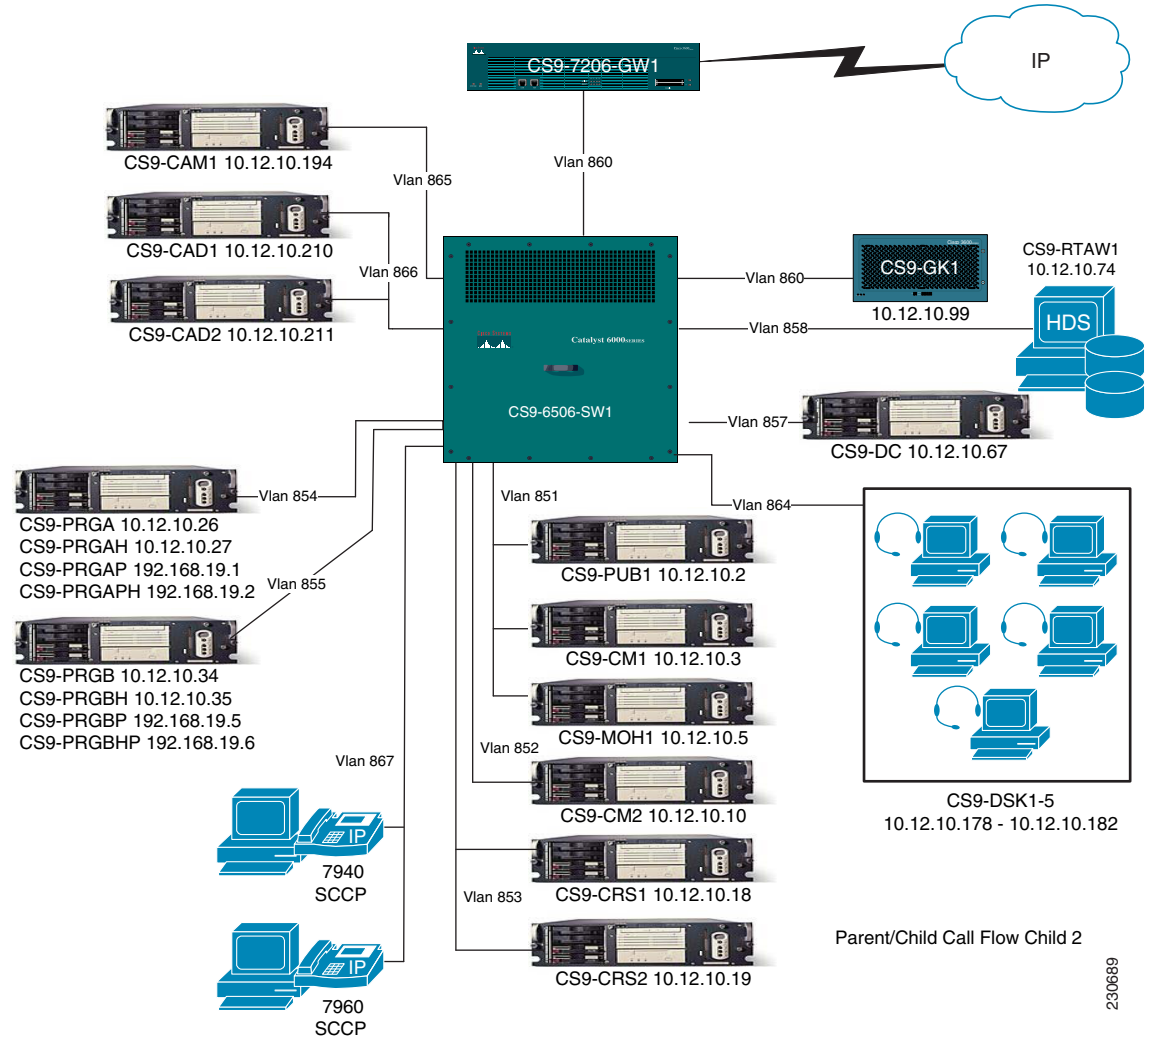 IP
CS9-7206-GW1
CS9-CAM1 10.12.10.194
Vlan 860
Vlan 865
CS9-CAD1 10.12.10.210
Vlan 866
CS9-CAD2 10.12.10.211
Catalyst 6000 SERIES
CS9-6506-SW1
Vlan 860
CS9-GK1
10.12.10.99
CS9-RTAW1
10.12.10.74
HDS
Vlan 858
Vlan 857
CS9-DC 10.12.10.67
Vlan 854
CS9-PRGA 10.12.10.26
CS9-PRGAH 10.12.10.27
CS9-PRGAP 192.168.19.1
CS9-PRGAPH 192.168.19.2
Vlan 855
CS9-PRGB 10.12.10.34
CS9-PRGBH 10.12.10.35
CS9-PRGBP 192.168.19.5
CS9-PRGBHP 192.168.19.6
Vlan 851
Vlan 864
CS9-PUB1 10.12.10.2
CS9-CM1 10.12.10.3
CS9-MOH1 10.12.10.5
Vlan 852
CS9-CM2 10.12.10.10
CS9-CRS1 10.12.10.18
Vlan 853
CS9-CRS2 10.12.10.19
CS9-DSK1-5
10.12.10.178 - 10.12.10.182
Vlan 867
IP
7940
SCCP
IP
7960
SCCP
Parent/Child Call Flow Child 2
230689